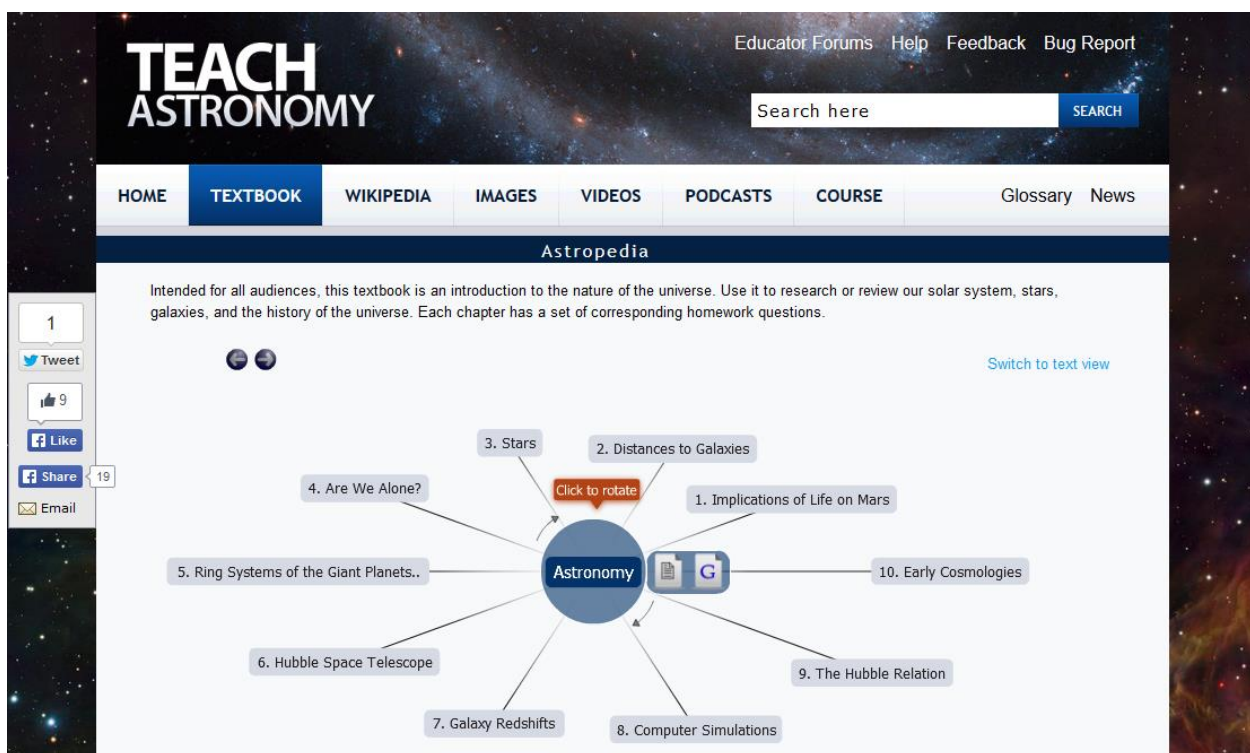 TEACH
ASTRONOMY
Educator Forums Help Feedback Bug Report
Search here SEARCH
HOME TEXTBOOK WIKIPEDIA IMAGES VIDEOS PODCASTS COURSE Glossary News
Astropedia
Intended for all audiences, this textbook is an introduction to the nature of the universe. Use it to research or review our solar system, stars,
galaxies, and the history of the universe. Each chapter has a set of corresponding homework questions.
1
Tweet
9
Like
Share 19
Email
Switch to text view
3. Stars
2. Distances to Galaxies
4. Are We Alone?
Click to rotate
1. Implications of Life on Mars
5. Ring Systems of the Giant Planets..
Astronomy
G
10. Early Cosmologies
6. Hubble Space Telescope
9. The Hubble Relation
7. Galaxy Redshifts
8. Computer Simulations